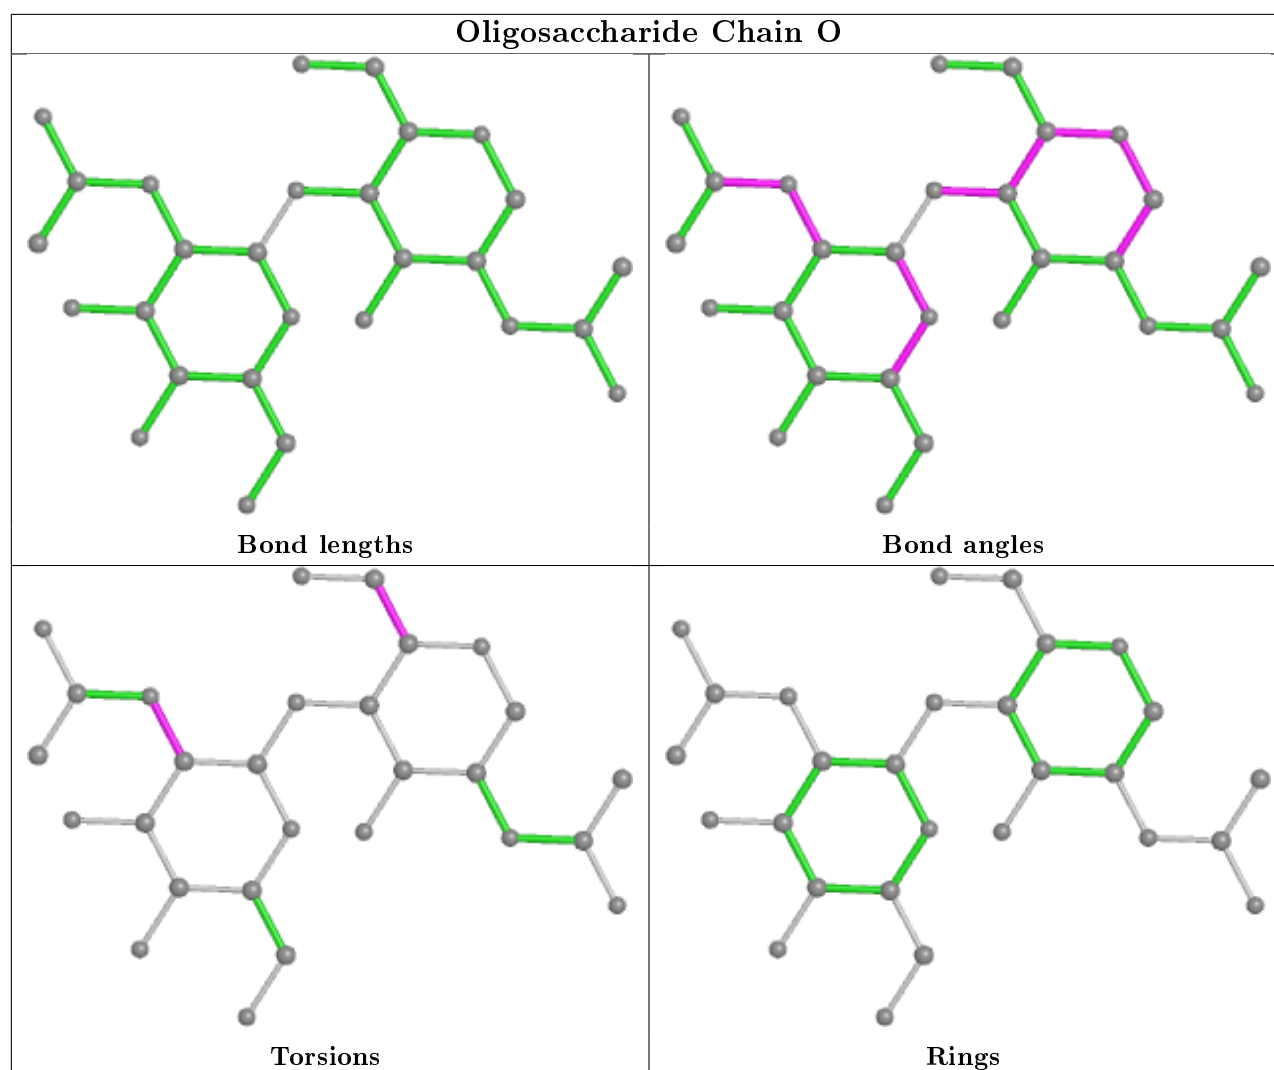 Oligosaccharide Chain O
Bond lengths
Bond angles
Torsions
Rings